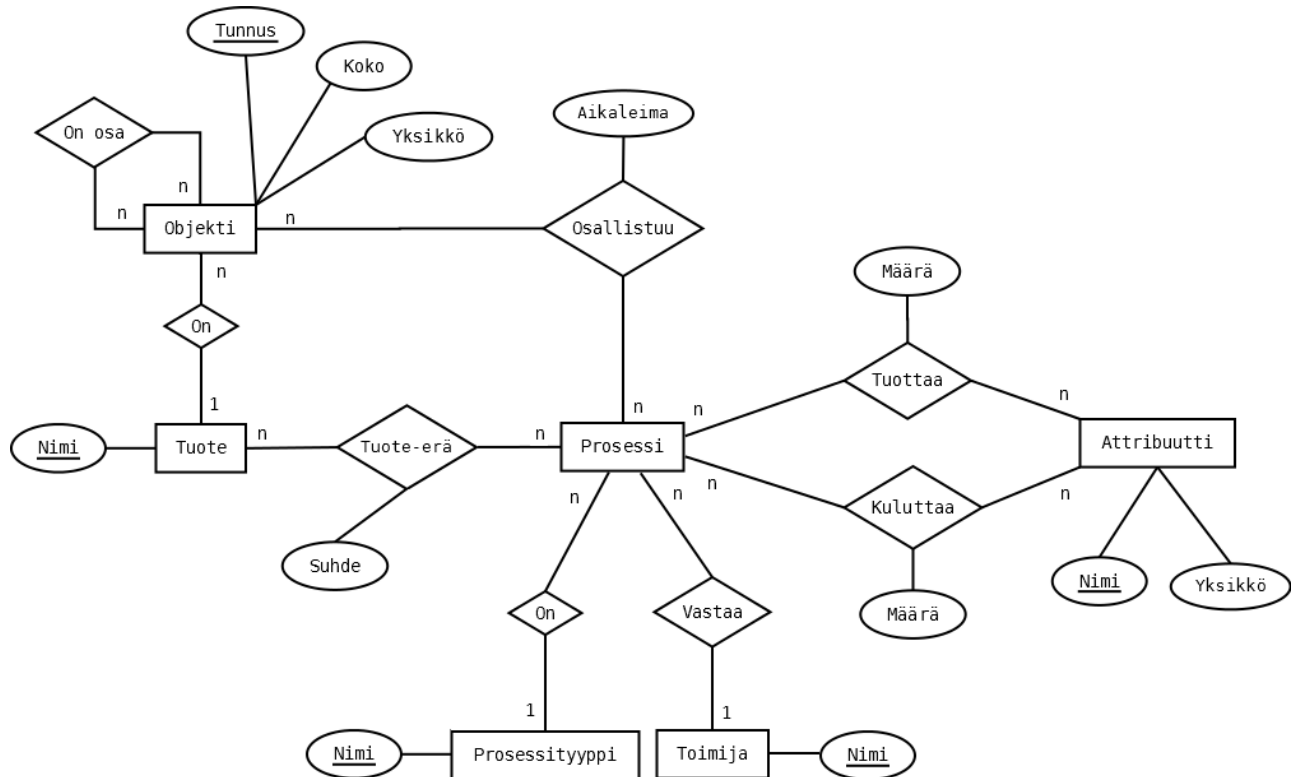 Tunnus
Koko
Aikaleima
On osa
Yksikkö
n
n
Objekti
n
Osallistuu
n
Määrä
On
Tuottaa
1
n
n
n
Nimi
Tuote
n
Tuote-erä
n
Prosessi
Attribuutti
n
n
n
n
Kuluttaa
Suhde
Nimi
Yksikkö
On
Vastaa
Määrä
1
1
Nimi
Prosessityyppi
Toimija
Nimi